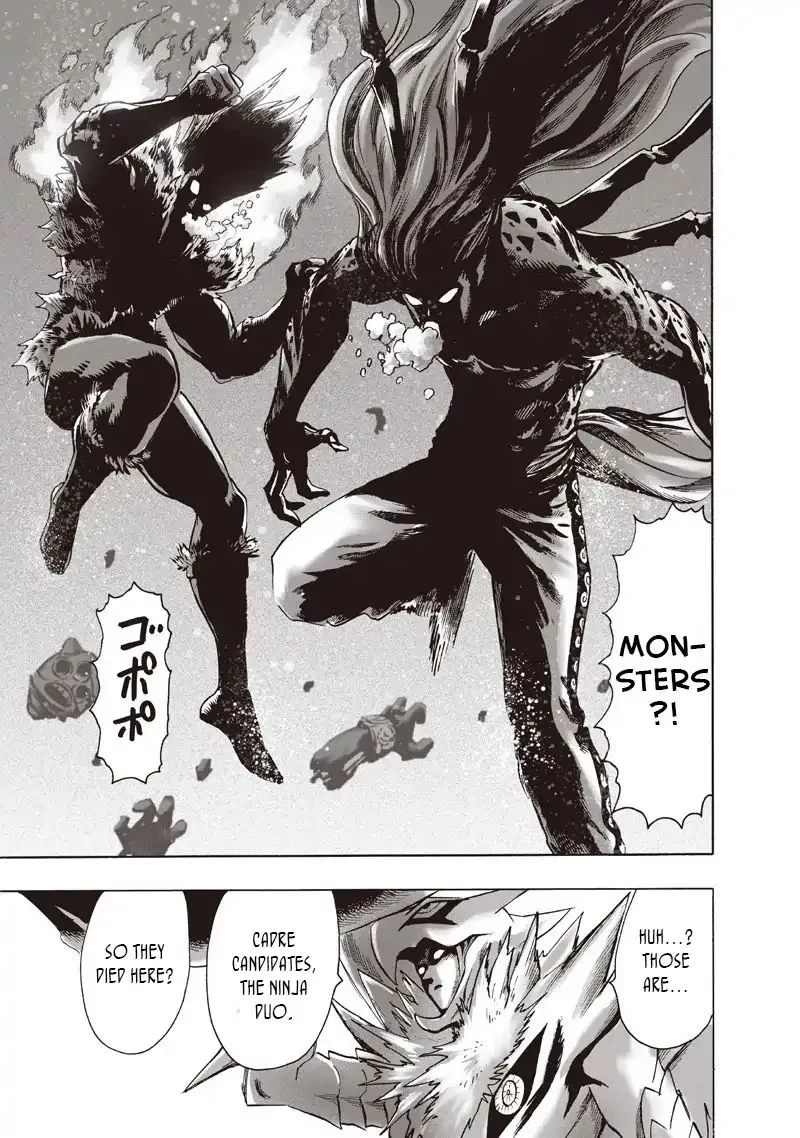 MON-
STERS
?!
ゴポポ
HUH...?
THOSE
ARE...
CADRE
CANDIDATES,
THE NINJA
DUO.
SO THEY
DIED HERE?